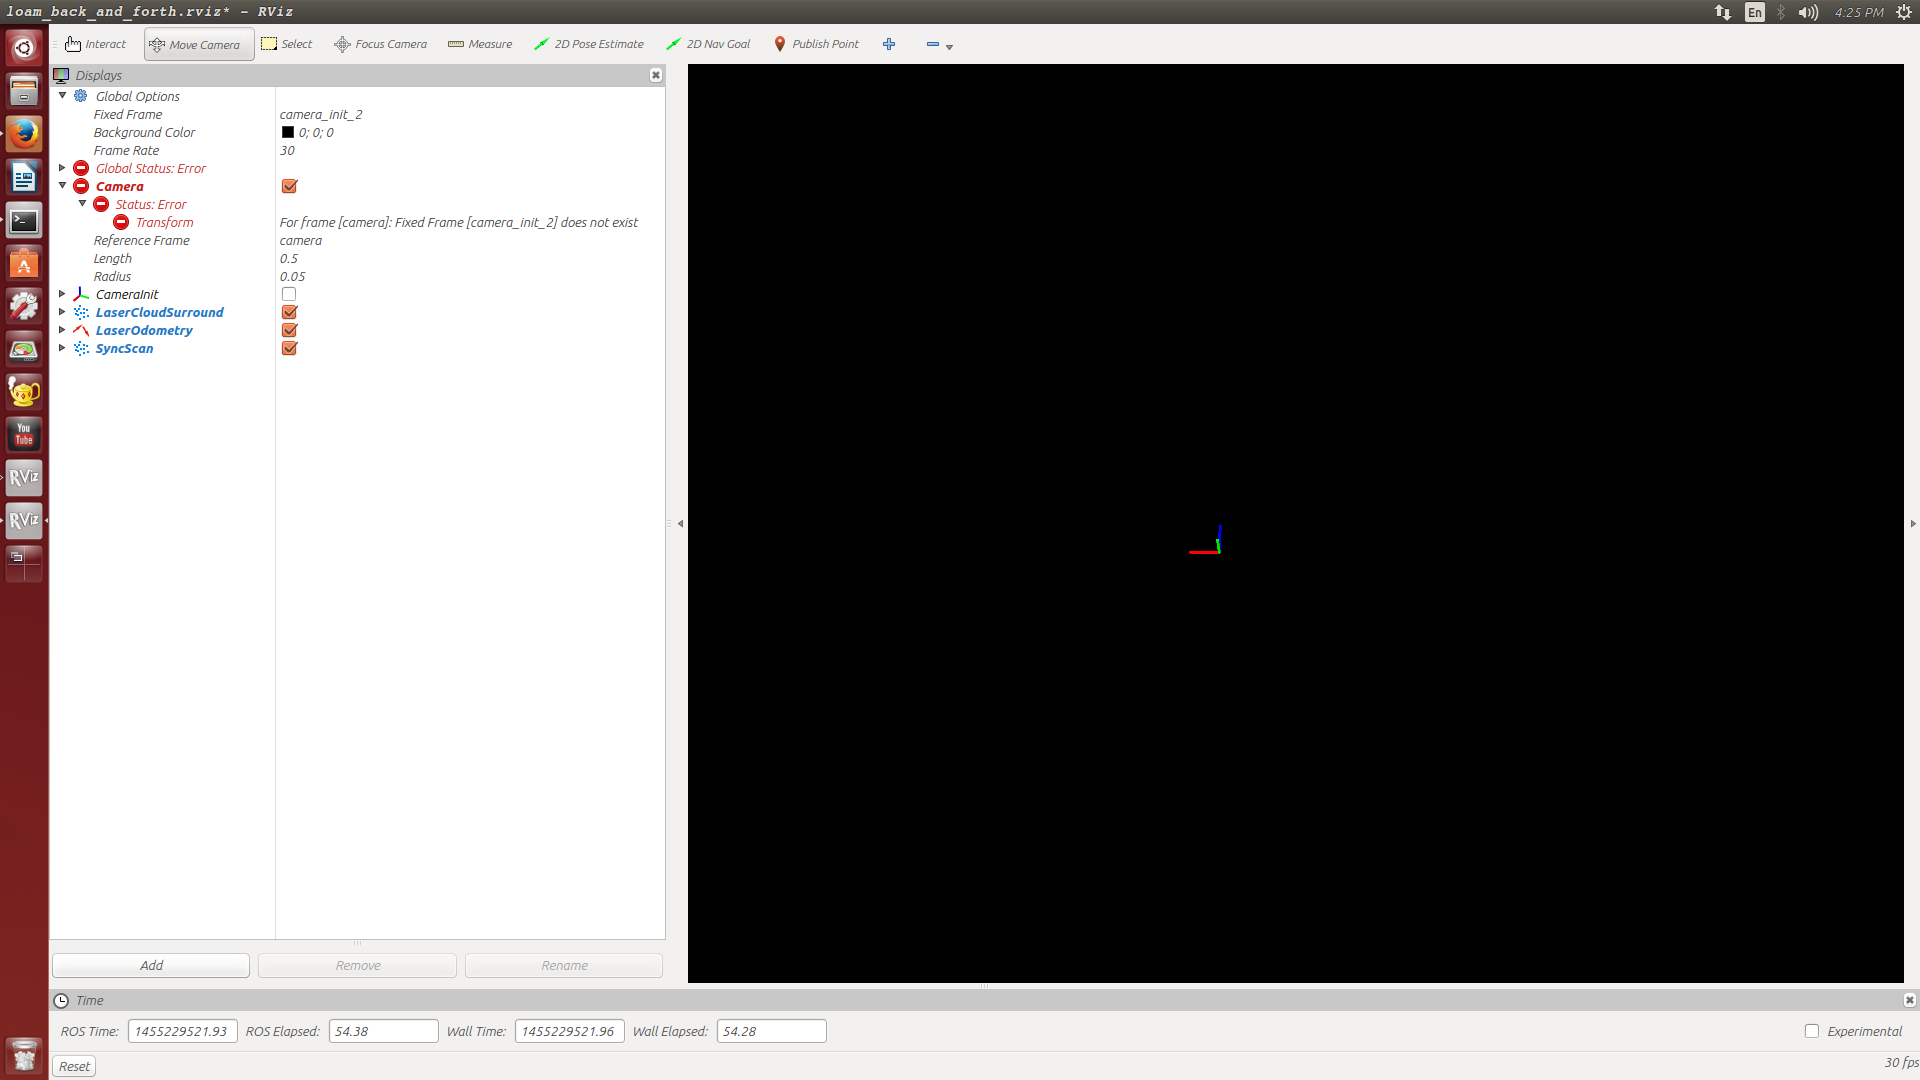 loam_back_and_forth.rviz* - RViz
En
4:25 PM
Interact
Move Camera
Select
Focus Camera
Measure
2D Pose Estimate
2D Nav Goal
Publish Point
Displays
Global Options
Fixed Frame camera_init_2
Background Color 0; 0; 0
Frame Rate 30
Global Status: Error
Camera
Status: Error
Transform For frame [camera]: Fixed Frame [camera_init_2] does not exist
Reference Frame camera
Length 0.5
Radius 0.05
CameraInit
LaserCloudSurround
LaserOdometry
SyncScan
You
Tube
RViz
RViz
Add
Remove
Rename
Time
ROS Time: 1455229521.93 ROS Elapsed: 54.38 Wall Time: 1455229521.96 Wall Elapsed: 54.28 Experimental
Reset
30 fps